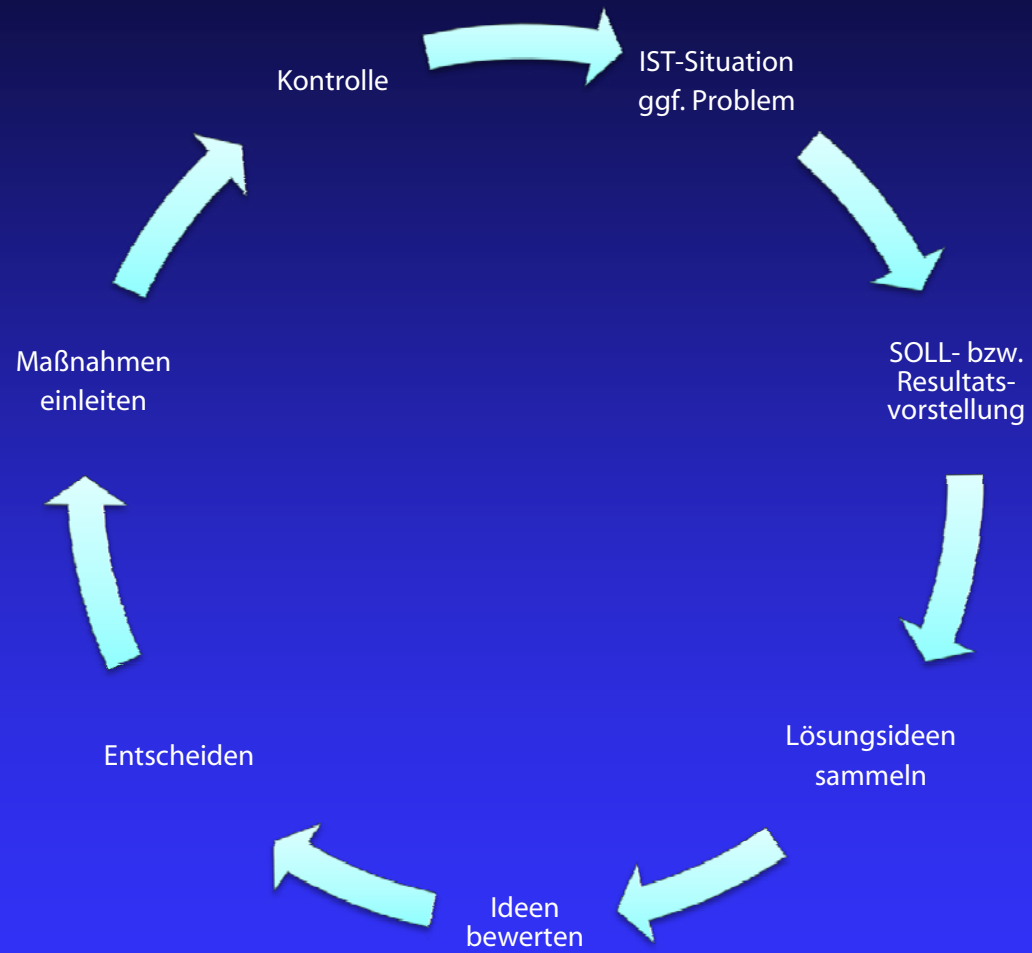 Kontrolle
IST-Situation
ggf. Problem
SOLL- bzw.
Resultats-
vorstellung
Lösungsideen
sammeln
Ideen
bewerten
Entscheiden
Maßnahmen
einleiten